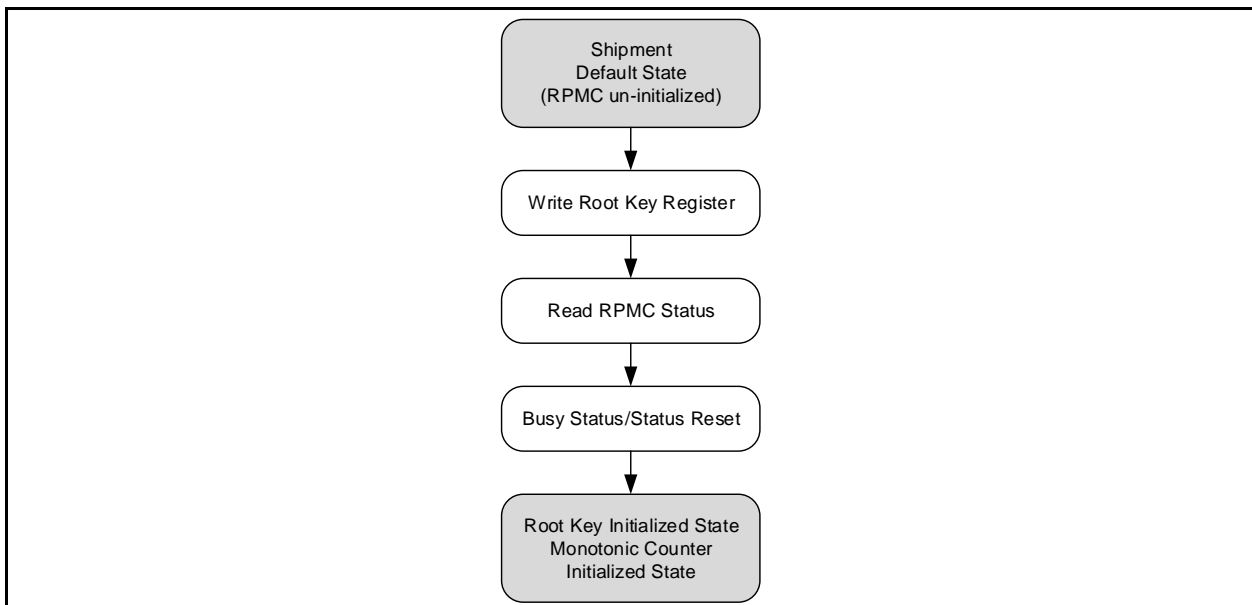 Shipment
Default State
(RPMC un-initialized)
Write Root Key Register
Read RPMC Status
Busy Status/Status Reset
Root Key Initialized State
Monotonic Counter
Initialized State